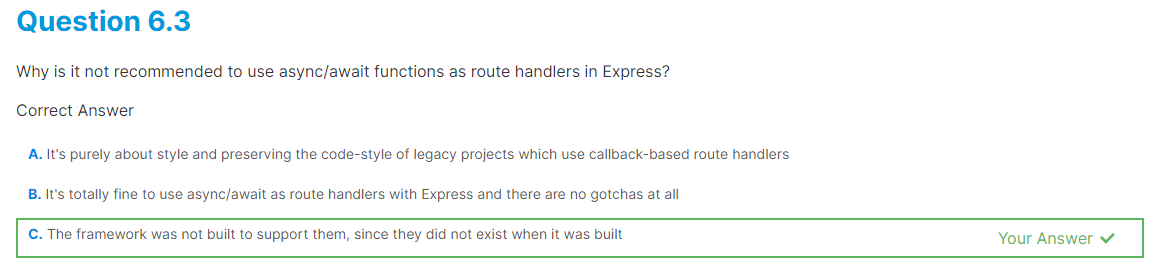 Question 6.3
Why is it not recommended to use async/await functions as route handlers in Express?
Correct Answer
A. It's purely about style and preserving the code-style of legacy projects which use callback-based route handlers
B. It's totally fine to use async/await as route handlers with Express and there are no gotchas at all
C. The framework was not built to support them, since they did not exist when it was built
Your Answer ✔